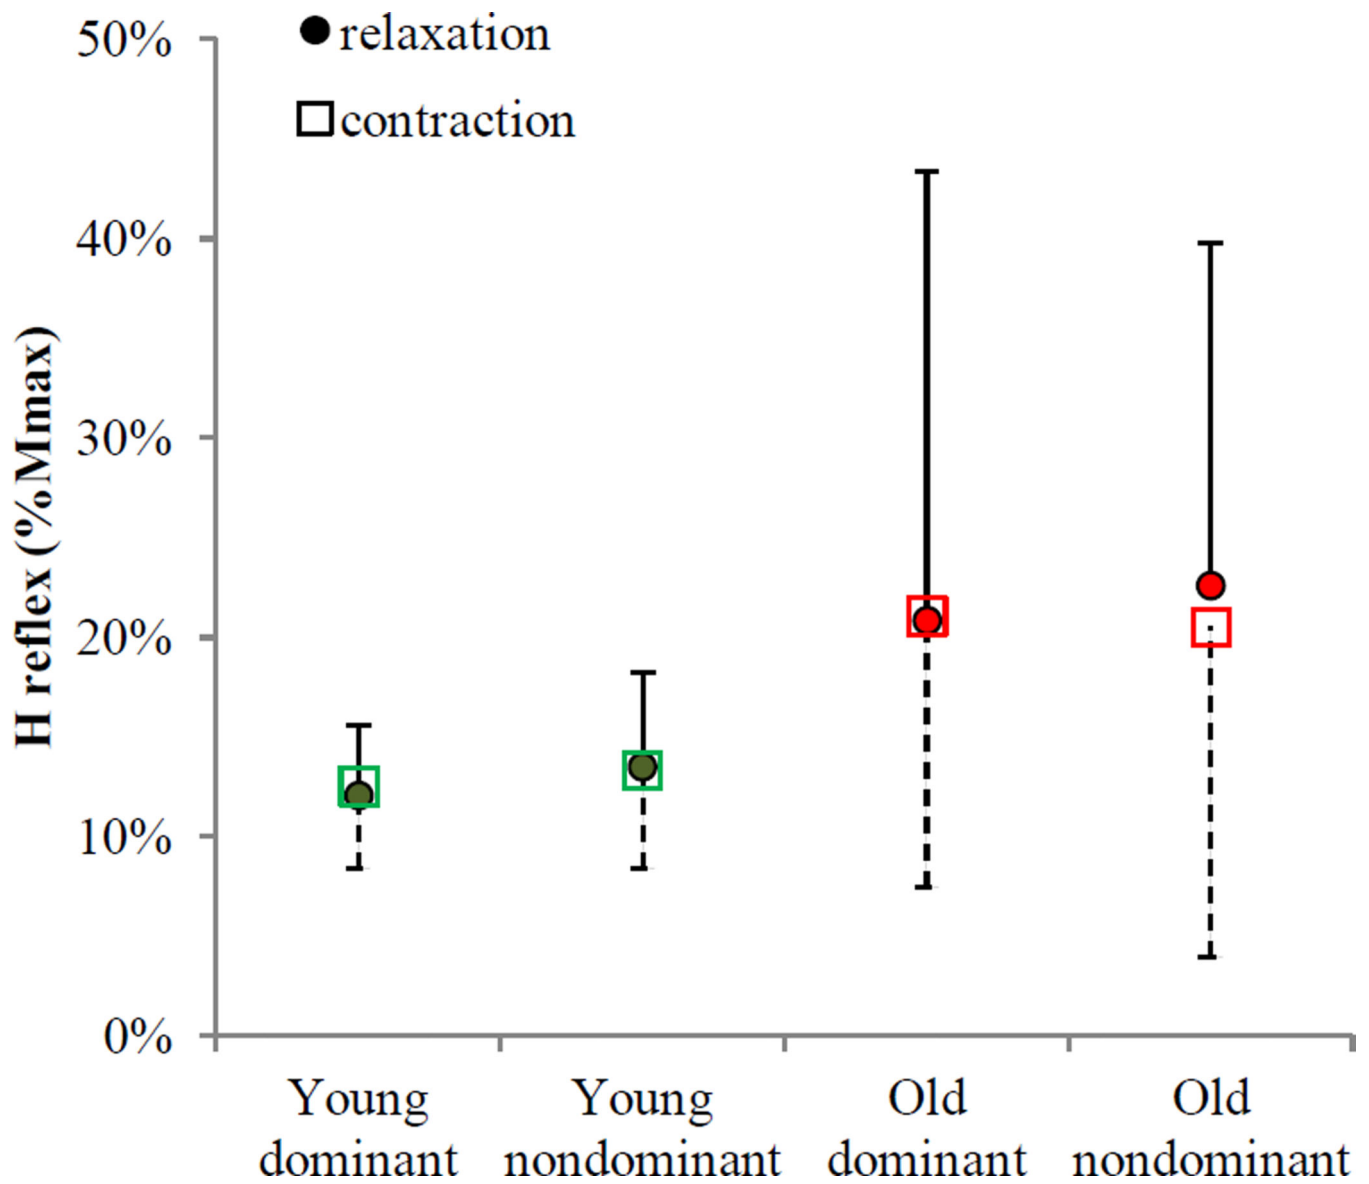 50%
relaxation
contraction
40%
30%
20%
10%
0%
H reflex (%Mmax)
Young dominant
Young nondominant
Old dominant
Old nondominant